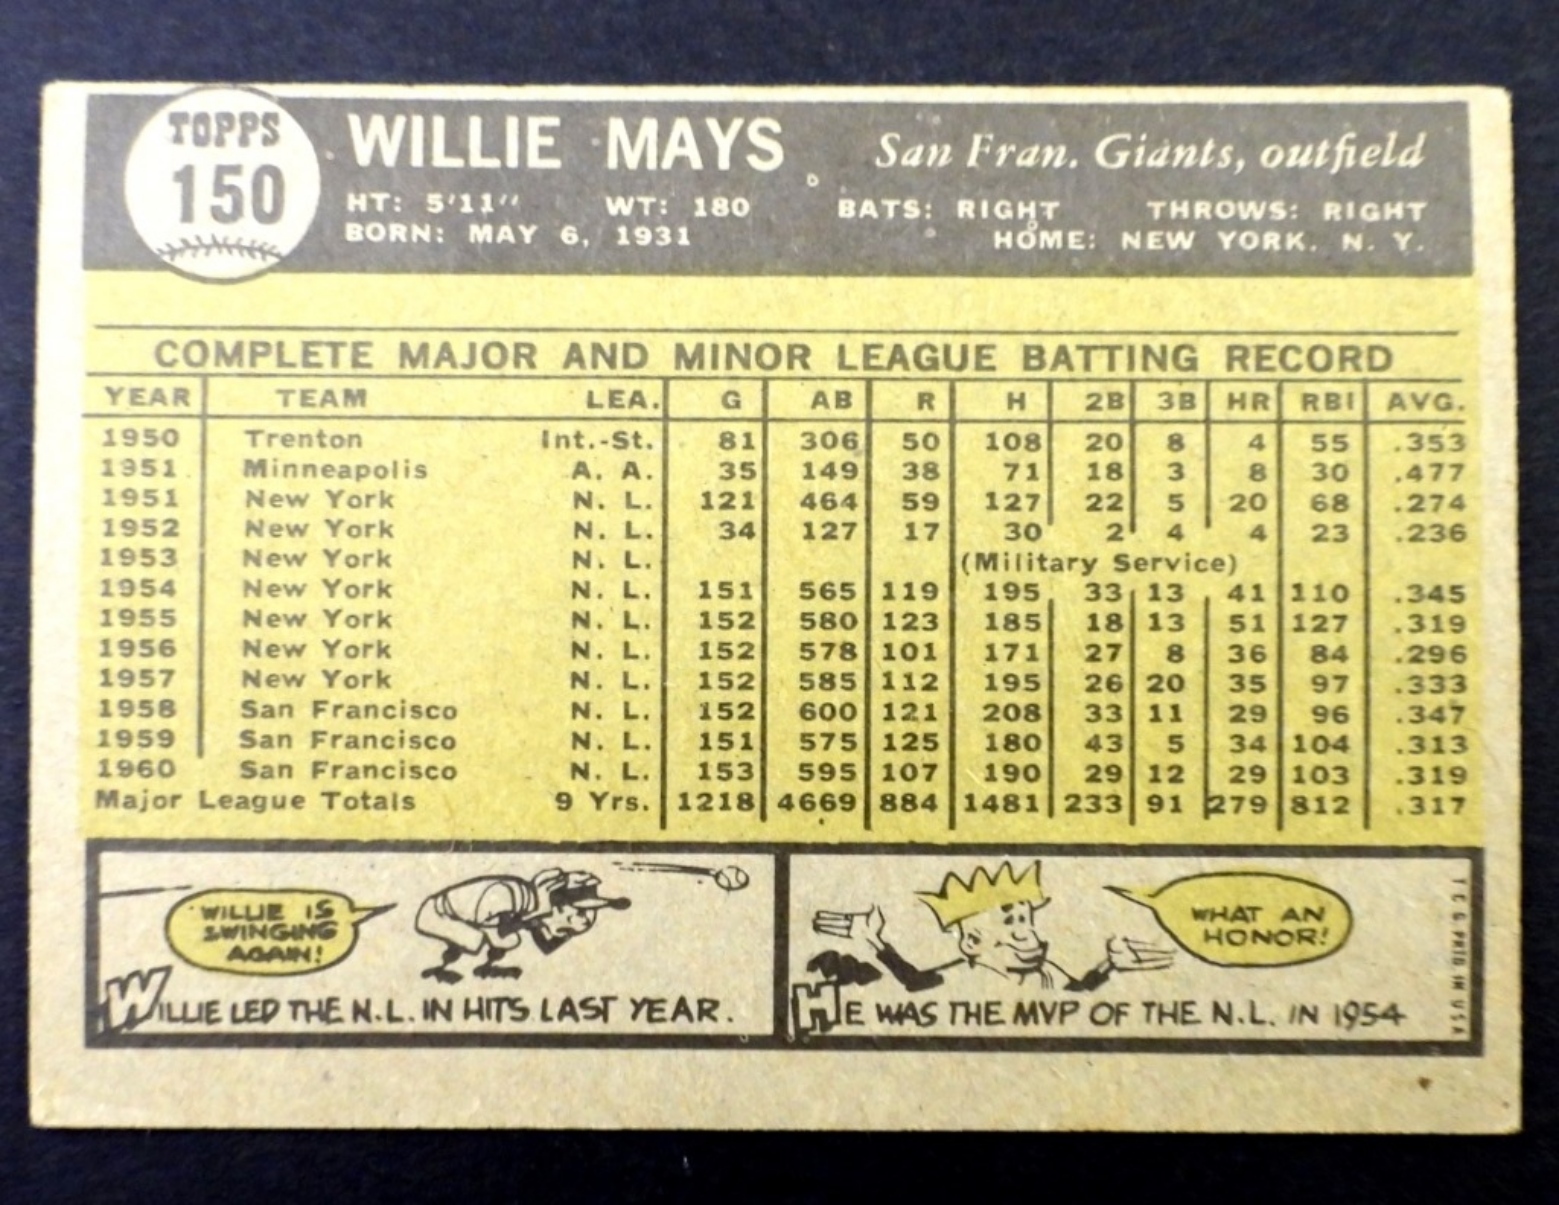 TOPPS
150
WILLIE MAYS San Fran. Giants, outfield
HT: 5'11" WT: 180 BATS: RIGHT THROWS: RIGHT
BORN: MAY 6, 1931 HOME: NEW YORK, N. Y.
COMPLETE MAJOR AND MINOR LEAGUE BATTING RECORD
YEAR TEAM LEA. G AB R H 2B 3B HR RBI AVG.
1950 Trenton Int.-St. 81 306 50 108 20 8 4 55 .353
1951 Minneapolis A. A. 35 149 38 71 18 3 8 30 .477
1951 New York N. L. 121 464 59 127 22 5 20 68 .274
1952 New York N. L. 34 127 17 30 2 4 4 23 .236
1953 New York N. L. (Military Service)
1954 New York N. L. 151 565 119 195 33 13 41 110 .345
1955 New York N. L. 152 580 123 185 18 13 51 127 .319
1956 New York N. L. 152 578 101 171 27 8 36 84 .296
1957 New York N. L. 152 585 112 195 26 20 35 97 .333
1958 San Francisco N. L. 152 600 121 208 33 11 29 96 .347
1959 San Francisco N. L. 151 575 125 180 43 5 34 104 .313
1960 San Francisco N. L. 153 595 107 190 29 12 29 103 .319
Major League Totals 9 Yrs. 1218 4669 884 1481 233 91 279 812 .317
WILLIE IS
SWINGING
AGAIN!
WILLIE LED THE N.L. IN HITS LAST YEAR.
WHAT AN
HONOR!
HE WAS THE MVP OF THE N.L. IN 1954
T. C. G. PRTD. IN U.S.A.